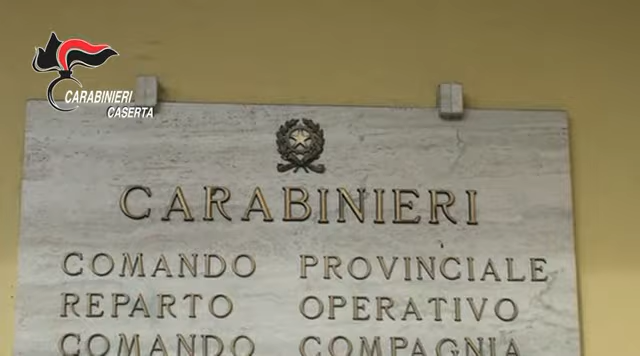 CARABINIERI
CASERTA
CARABINIERI
COMANDO PROVINCIALE
REPARTO OPERATIVO
COMANDO COMPAGNIA